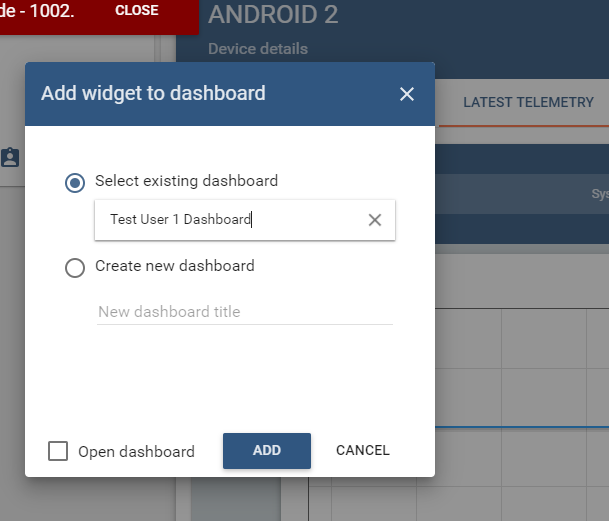 de - 1002.
CLOSE
ANDROID 2
Device details
Add widget to dashboard
LATEST TELEMETRY
Select existing dashboard
Sys
Test User 1 Dashboard
Create new dashboard
New dashboard title
Open dashboard
ADD
CANCEL